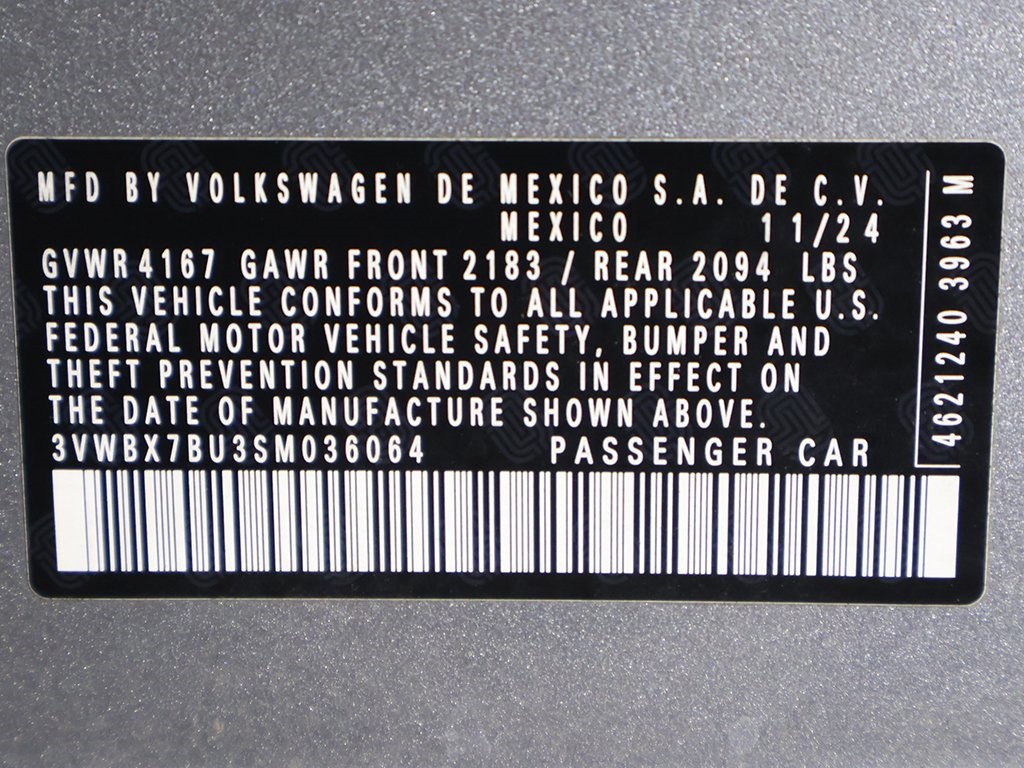 MFD BY VOLKSWAGEN DE MEXICO S.A. DE C.V.
MEXICO 11/24
GVWR 4167 GAWR FRONT 2183 / REAR 2094 LBS
THIS VEHICLE CONFORMS TO ALL APPLICABLE U.S.
FEDERAL MOTOR VEHICLE SAFETY, BUMPER AND
THEFT PREVENTION STANDARDS IN EFFECT ON
THE DATE OF MANUFACTURE SHOWN ABOVE.
3VWBX7BU3SM036064 PASSENGER CAR
4621240 3963 M